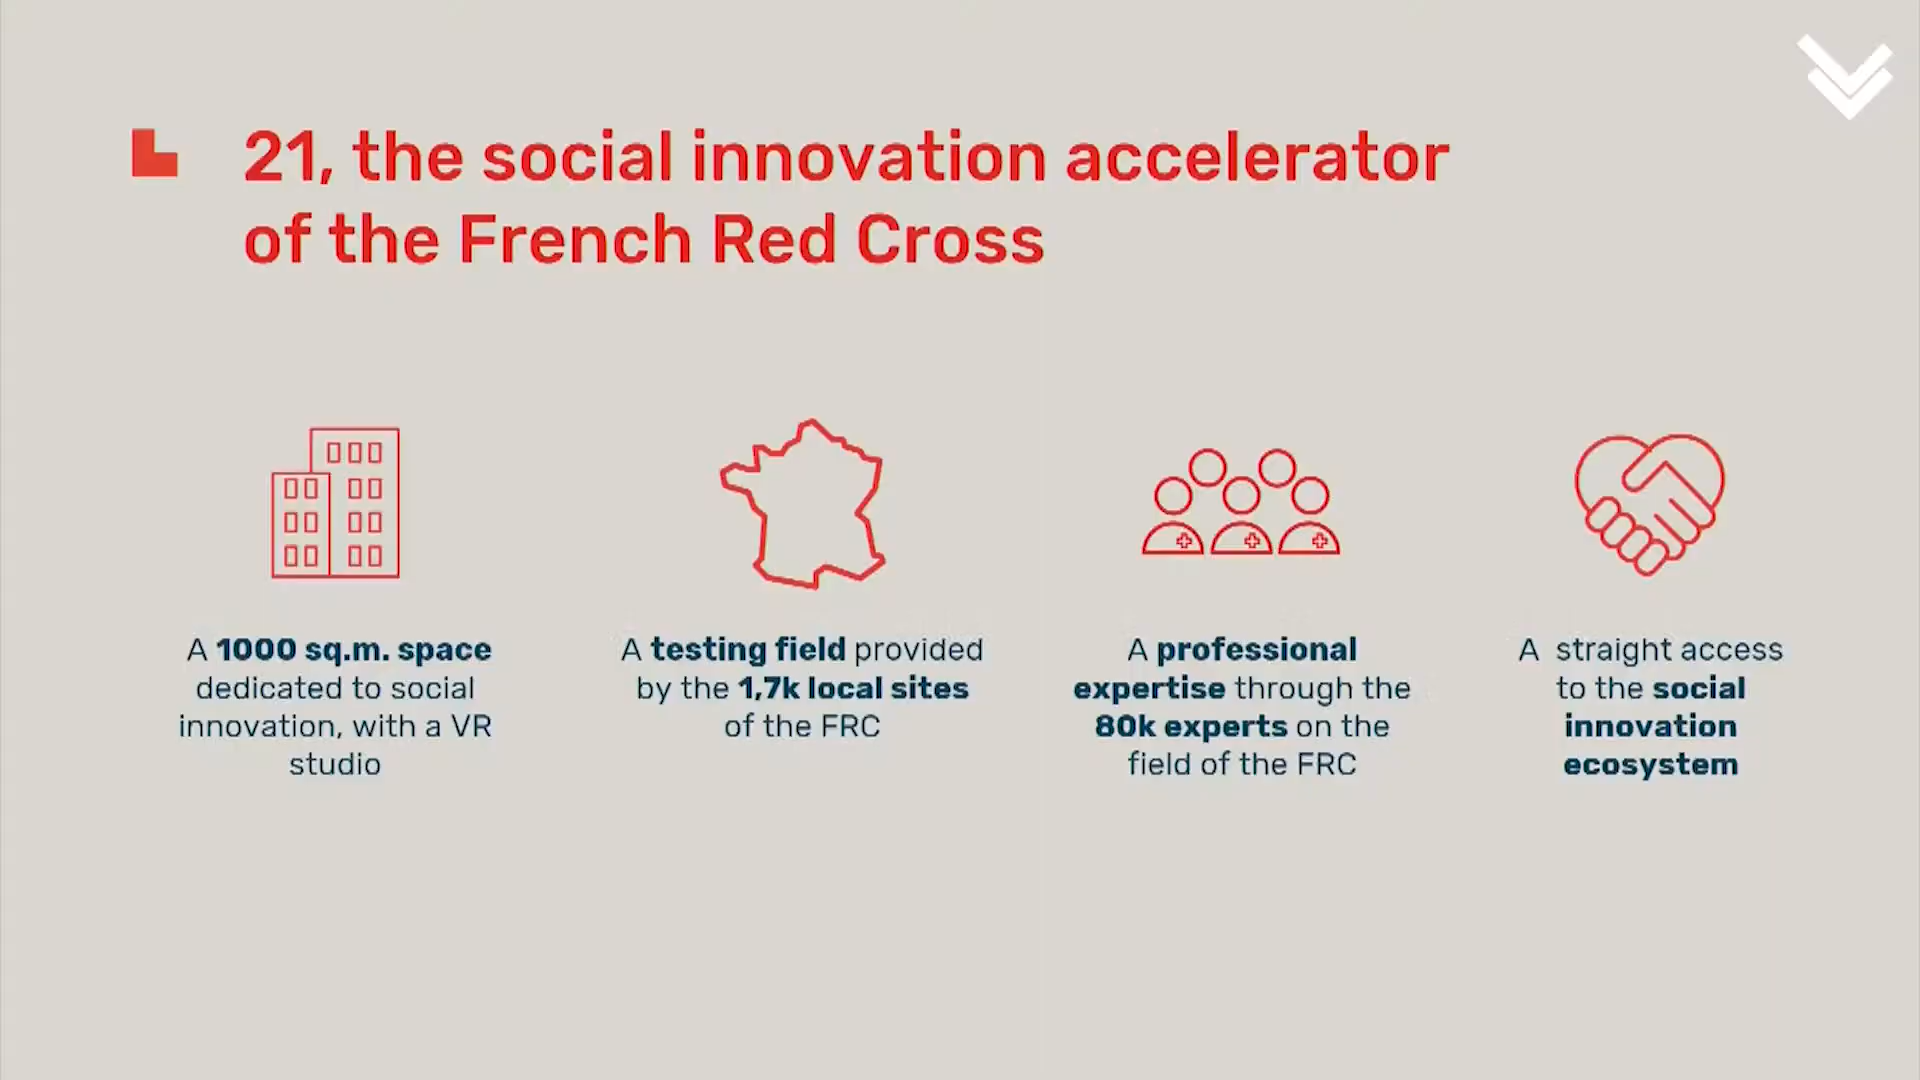 21, the social innovation accelerator
of the French Red Cross
A 1000 sq.m. space
dedicated to social
innovation, with a VR
studio
A testing field provided
by the 1,7k local sites
of the FRC
A professional
expertise through the
80k experts on the
field of the FRC
A straight access
to the social
innovation
ecosystem